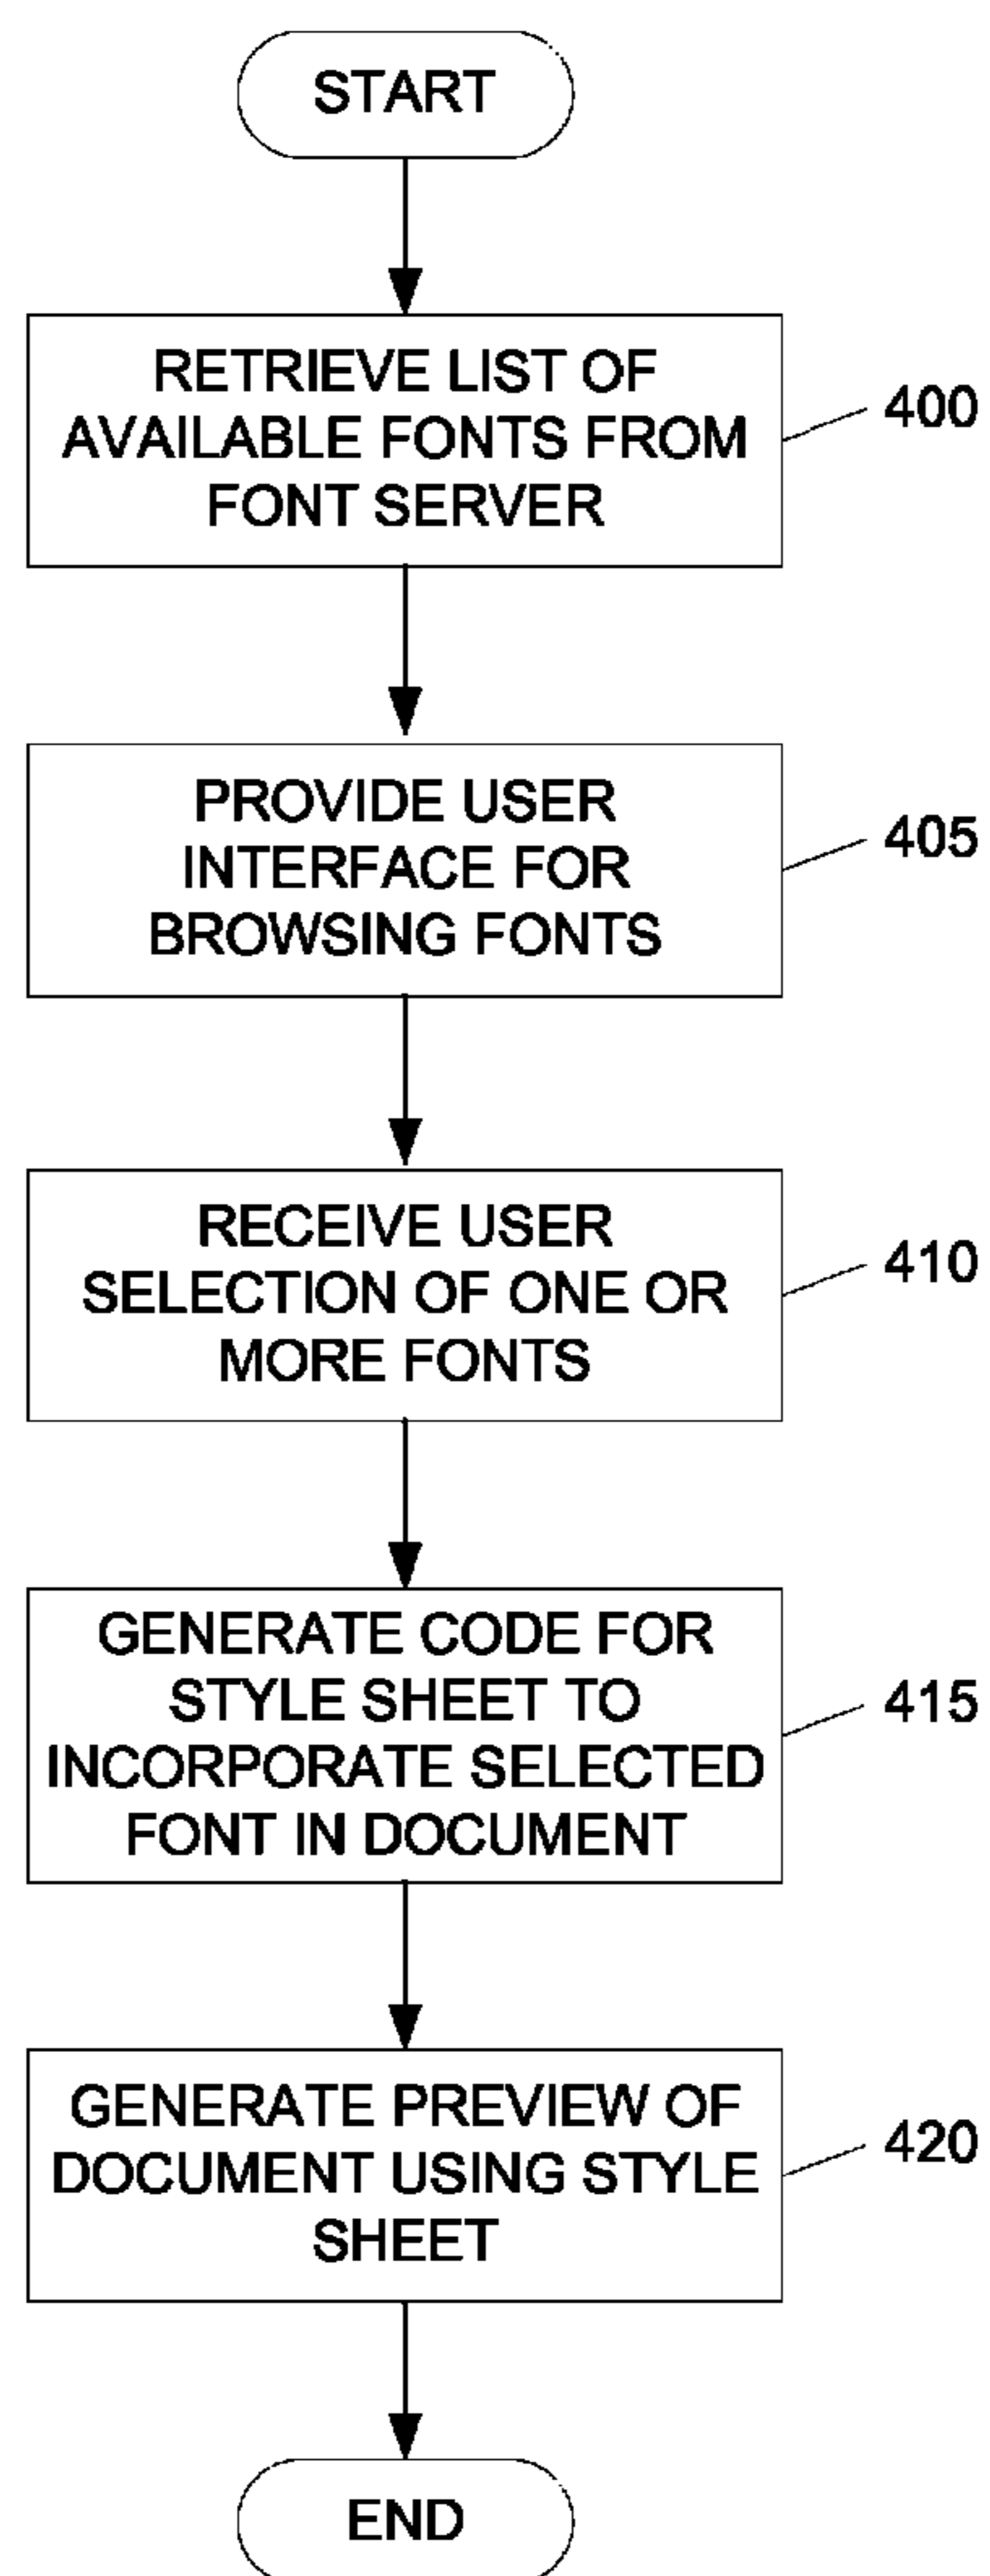 START
RETRIEVE LIST OF
AVAILABLE FONTS FROM
FONT SERVER
400
PROVIDE USER
INTERFACE FOR
BROWSING FONTS
405
RECEIVE USER
SELECTION OF ONE OR
MORE FONTS
410
GENERATE CODE FOR
STYLE SHEET TO
INCORPORATE SELECTED
FONT IN DOCUMENT
415
GENERATE PREVIEW OF
DOCUMENT USING STYLE
SHEET
420
END